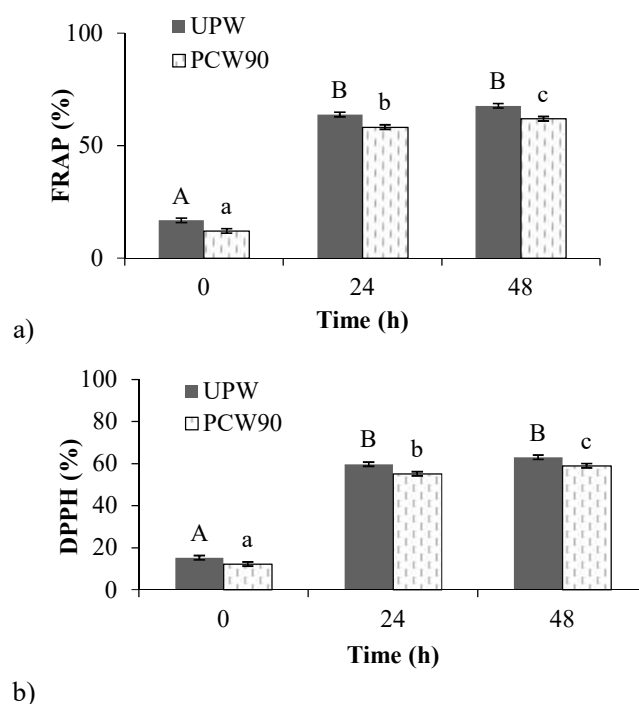 100
50
0
FRAP (%)
UPW
PCW90
A
a
B
b
B
c
0
24
48
Time (h)
a)
100
80
60
40
20
0
DPPH (%)
UPW
PCW90
A
a
B
b
B
c
0
24
48
Time (h)
b)